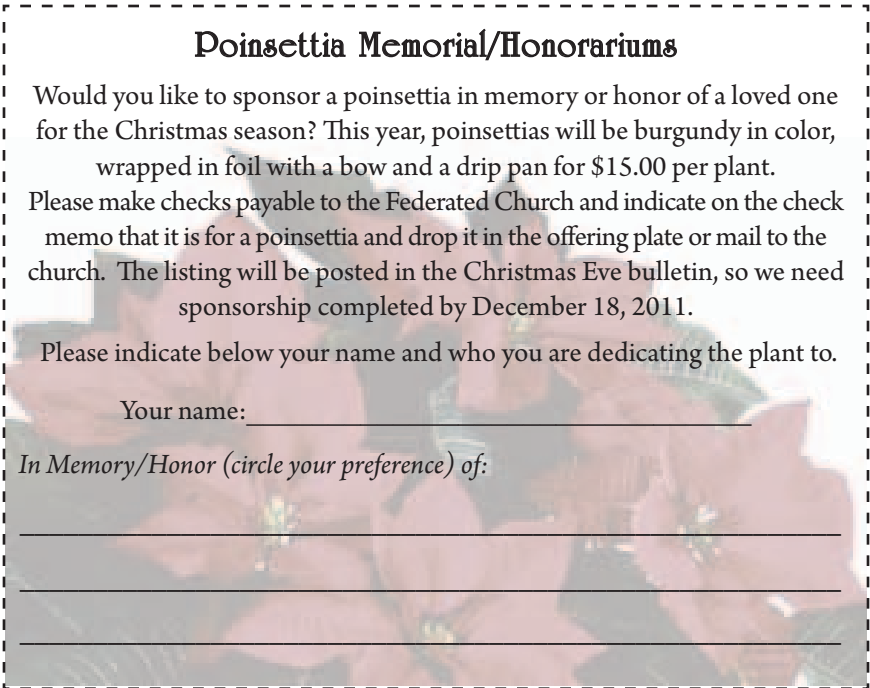 Poinsettia Memorial/Honorariums
Would you like to sponsor a poinsettia in memory or honor of a loved one
for the Christmas season? This year, poinsettias will be burgundy in color,
wrapped in foil with a bow and a drip pan for $15.00 per plant.
Please make checks payable to the Federated Church and indicate on the check
memo that it is for a poinsettia and drop it in the offering plate or mail to the
church. The listing will be posted in the Christmas Eve bulletin, so we need
sponsorship completed by December 18, 2011.
Please indicate below your name and who you are dedicating the plant to.
Your name:
In Memory/Honor (circle your preference) of: